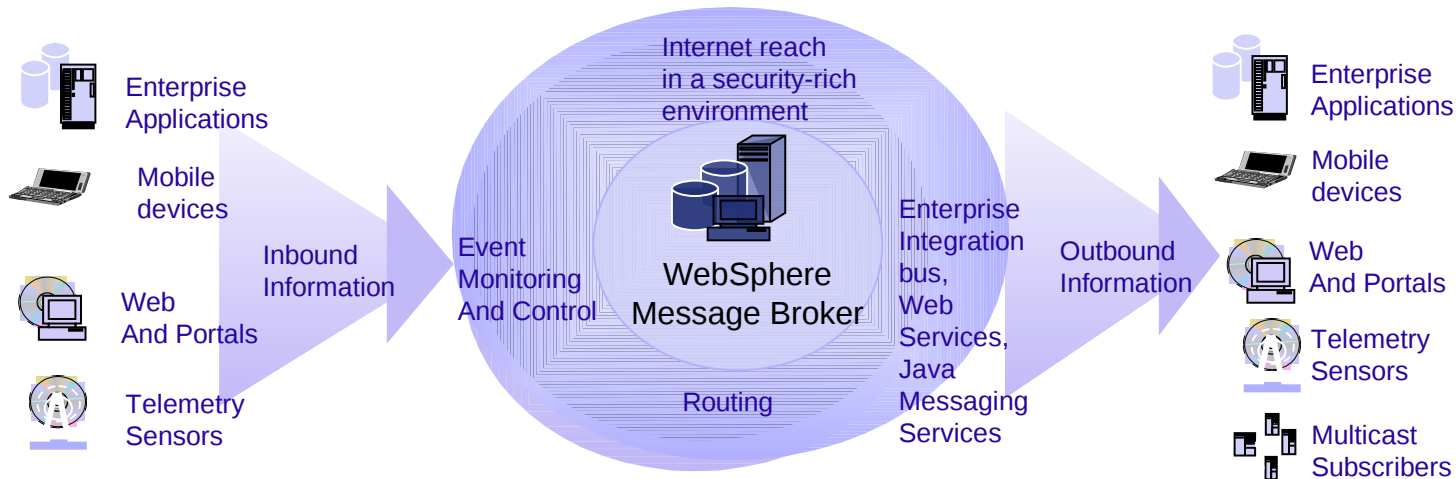 Enterprise
Applications
Mobile
devices
Web
And Portals
Telemetry
Sensors
Inbound
Information
Internet reach
in a security-rich
environment
Event
Monitoring
And Control
WebSphere
Message Broker
Routing
Enterprise
Integration
bus,
Web
Services,
Java
Messaging
Services
Outbound
Information
Enterprise
Applications
Mobile
devices
Web
And Portals
Telemetry
Sensors
Multicast
Subscribers